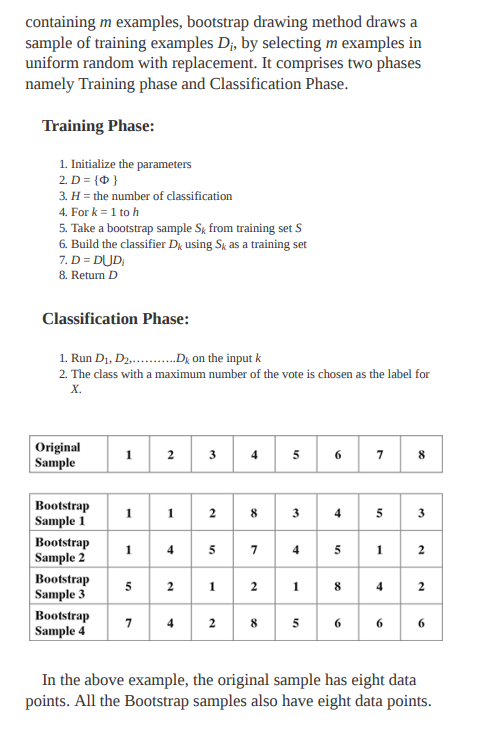 containing m examples, bootstrap drawing method draws a
sample of training examples Di, by selecting m examples in
uniform random with replacement. It comprises two phases
namely Training phase and Classification Phase.
Training Phase:
1. Initialize the parameters
2. D = {Φ }
3. H = the number of classification
4. For k = 1 to h
5. Take a bootstrap sample Sk from training set S
6. Build the classifier Dk using Sk as a training set
7. D = D⋃Di
8. Return D
Classification Phase:
1. Run D1, D2,………..Dk on the input k
2. The class with a maximum number of the vote is chosen as the label for
X.
Original Sample 1 2 3 4 5 6 7 8
Bootstrap Sample 1 1 1 2 8 3 4 5 3
Bootstrap Sample 2 1 4 5 7 4 5 1 2
Bootstrap Sample 3 5 2 1 2 1 8 4 2
Bootstrap Sample 4 7 4 2 8 5 6 6 6
In the above example, the original sample has eight data
points. All the Bootstrap samples also have eight data points.